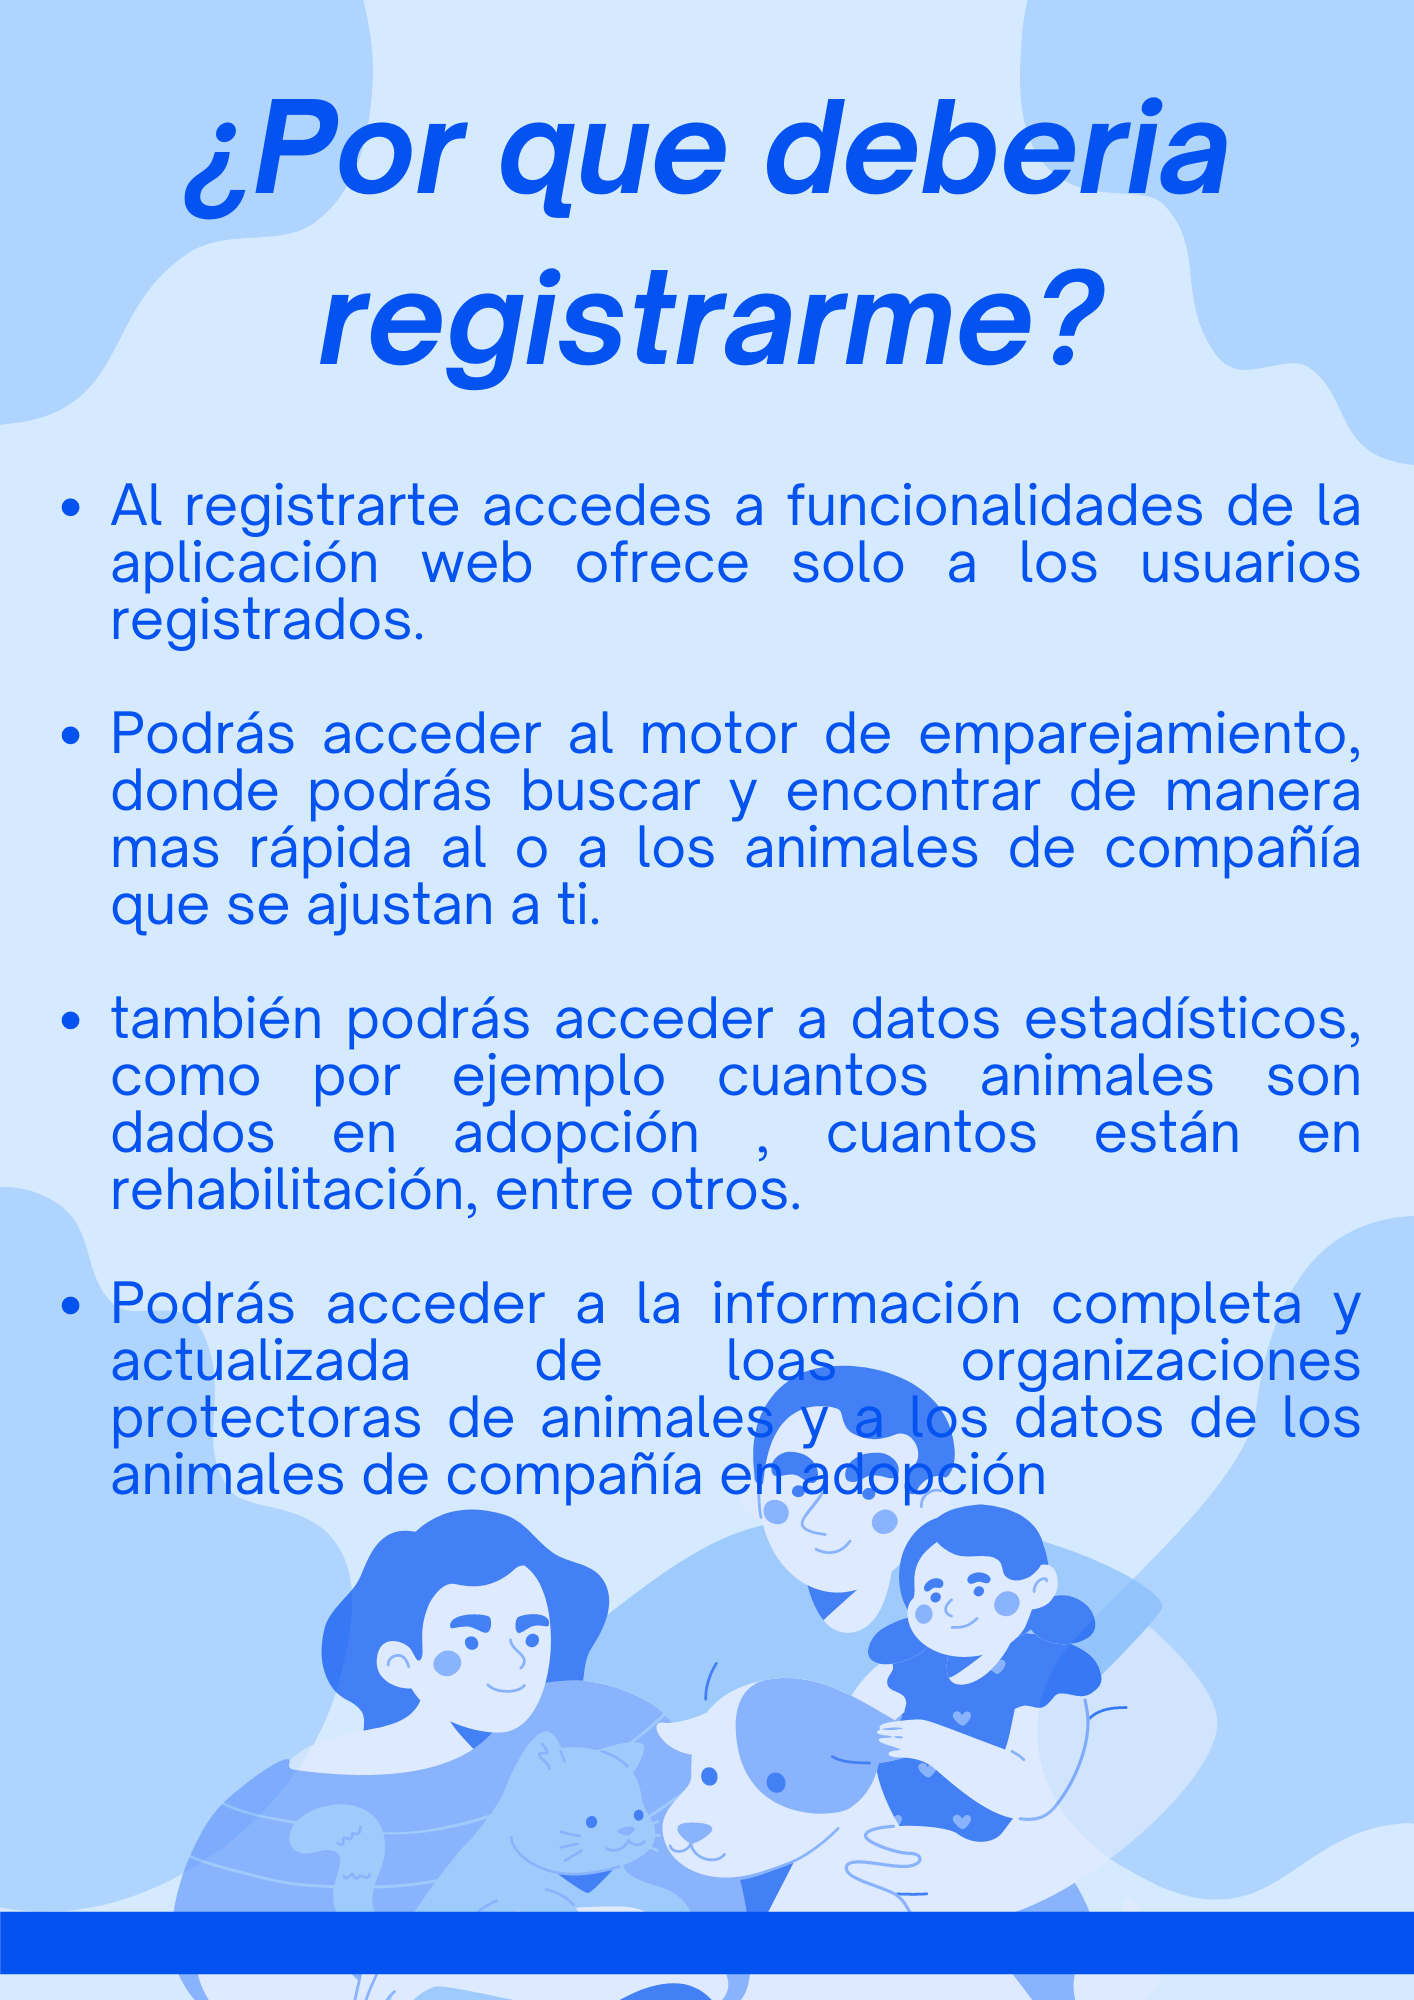 ¿Por que deberia
registrarme?
• Al registrarte accedes a funcionalidades de la
aplicación web ofrece solo a los usuarios
registrados.
• Podrás acceder al motor de emparejamiento,
donde podrás buscar y encontrar de manera
mas rápida al o a los animales de compañía
que se ajustan a ti.
• también podrás acceder a datos estadísticos,
como por ejemplo cuantos animales son
dados en adopción , cuantos están en
rehabilitación, entre otros.
• Podrás acceder a la información completa y
actualizada de loas organizaciones
protectoras de animales y a los datos de los
animales de compañía en adopción